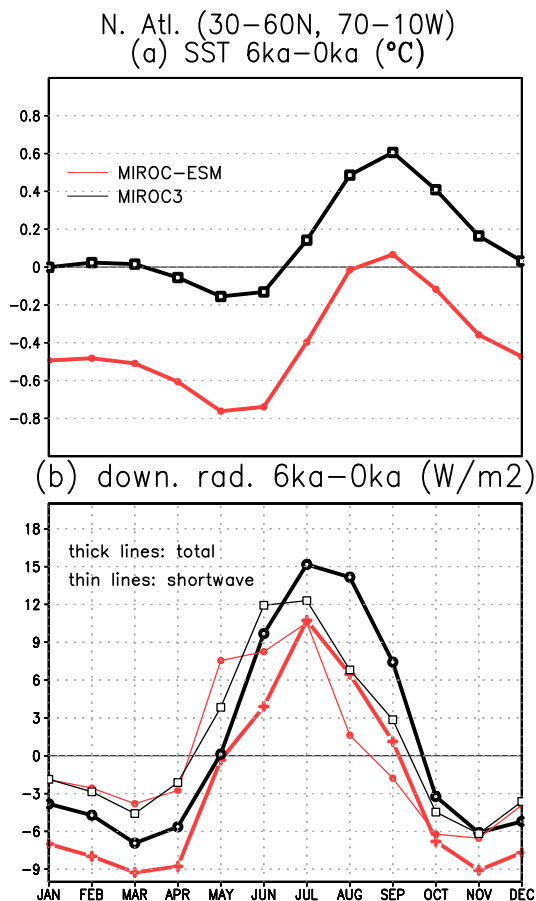 N. Atl. (30−60N, 70−10W)
(a) SST 6ka−0ka (°C)
0.8
0.6
MIROC−ESM
0.4
MIROC3
0.2
0
−0.2
−0.4
−0.6
−0.8
(b) down. rad. 6ka−0ka (W/m2)
18
thick lines: total
15
thin lines: shortwave
12
9
6
3
0
−3
−6
−9
JAN FEB MAR APR MAY JUN JUL AUG SEP OCT NOV DEC